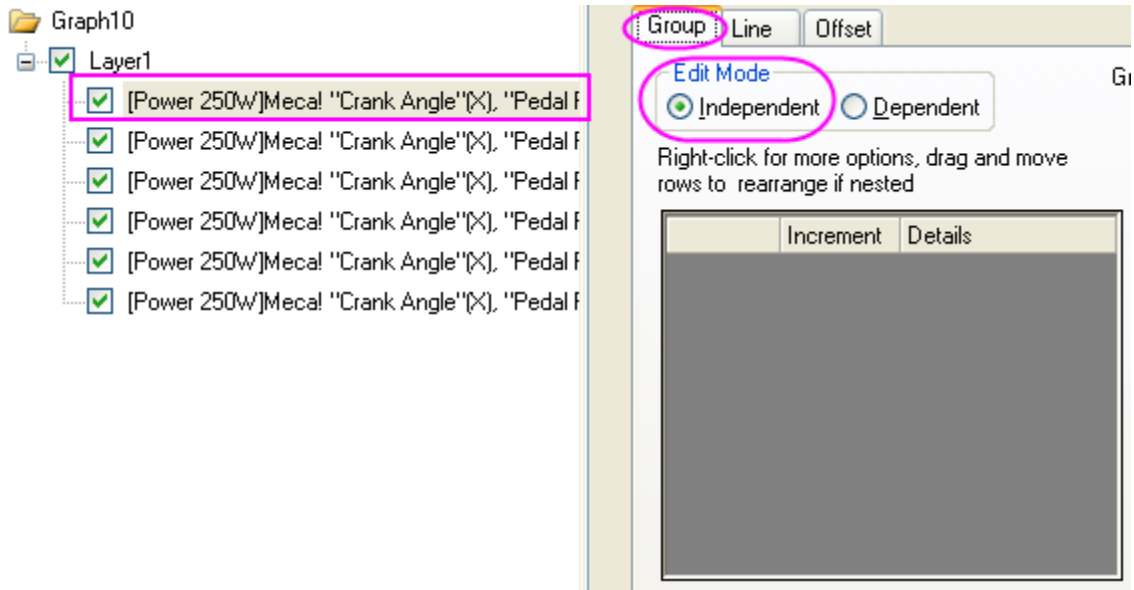 Graph10
Layer1
[Power 250W]Meca! "Crank Angle"(X), "Pedal F
[Power 250W]Meca! "Crank Angle"(X), "Pedal F
[Power 250W]Meca! "Crank Angle"(X), "Pedal F
[Power 250W]Meca! "Crank Angle"(X), "Pedal F
[Power 250W]Meca! "Crank Angle"(X), "Pedal F
[Power 250W]Meca! "Crank Angle"(X), "Pedal F
Group Line Offset
Edit Mode
Independent Dependent
Right-click for more options, drag and move
rows to rearrange if nested
Increment Details